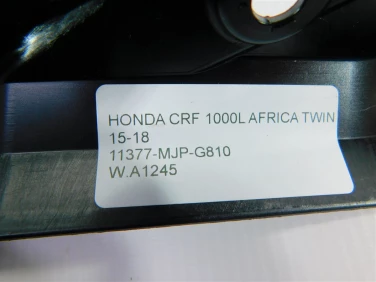 HONDA CRF 1000L AFRICA TWIN
15-18
11377-MJP-G810
W.A1245